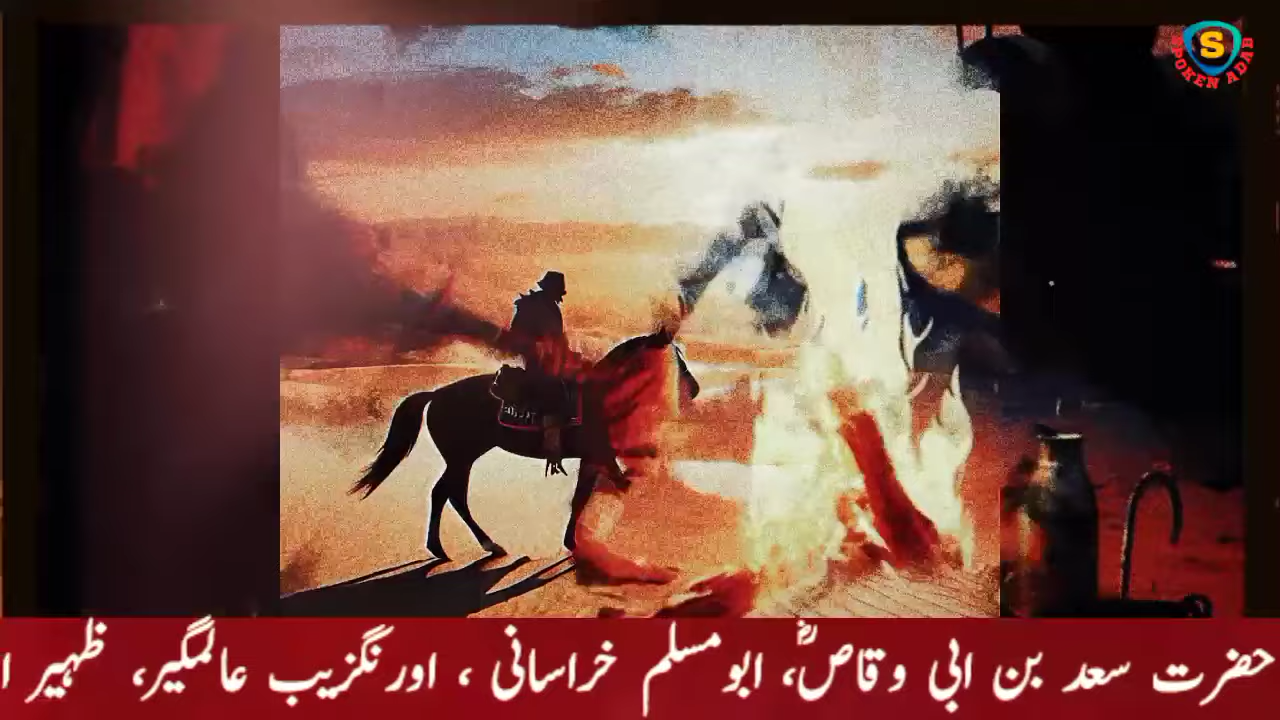 S
SPOKEN ADAB
حضرت سعد بن ابی وقاصؓ، ابو مسلم خراسانی ، اورنگزیب عالمگیر، ظہیر ا